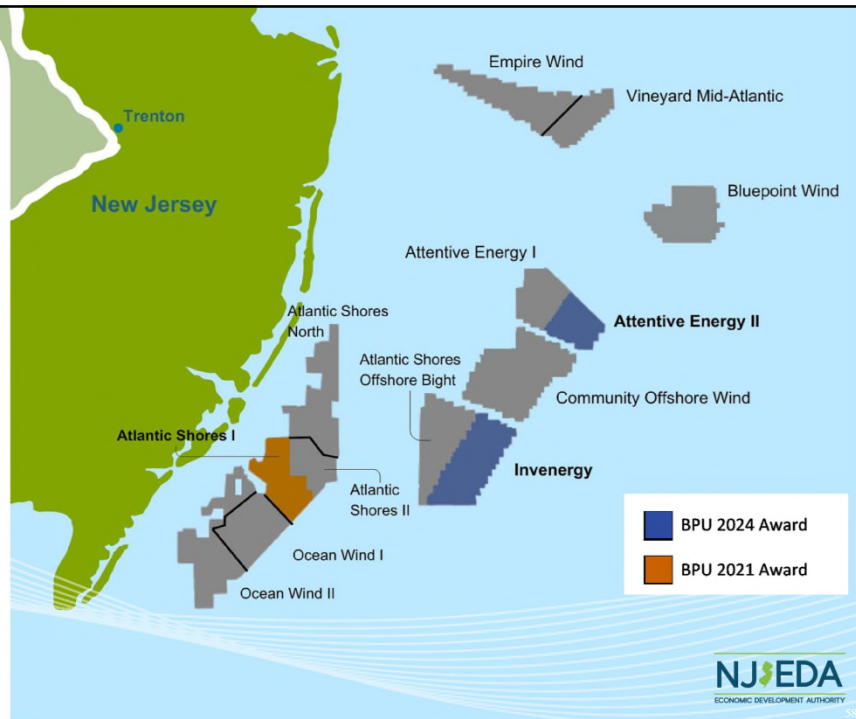 Empire Wind
Vineyard Mid-Atlantic
Trenton
New Jersey
Bluepoint Wind
Attentive Energy I
Attentive Energy II
Atlantic Shores
North
Atlantic Shores
Offshore Bight
Community Offshore Wind
Atlantic Shores I
Invenergy
Atlantic
Shores II
Ocean Wind I
Ocean Wind II
BPU 2024 Award
BPU 2021 Award
NJEDA
ECONOMIC DEVELOPMENT AUTHORITY
58